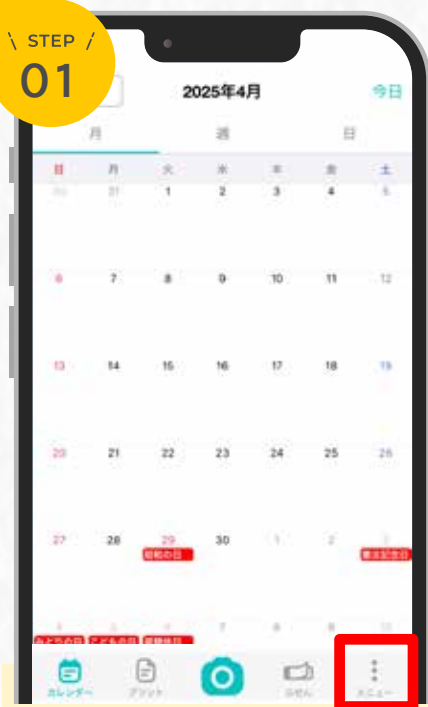 STEP
01
2025年4月
今日
月 週 日
日 月 火 水 木 金 土
30 31 1 2 3 4 5
6 7 8 9 10 11 12
13 14 15 16 17 18 19
20 21 22 23 24 25 26
27 28 29 30 1 2 3
昭和の日 憲法記念日
4 5 6 7 8 9 10
みどりの日 こどもの日 振替休日
カレンダー プリント ふせん メニュー